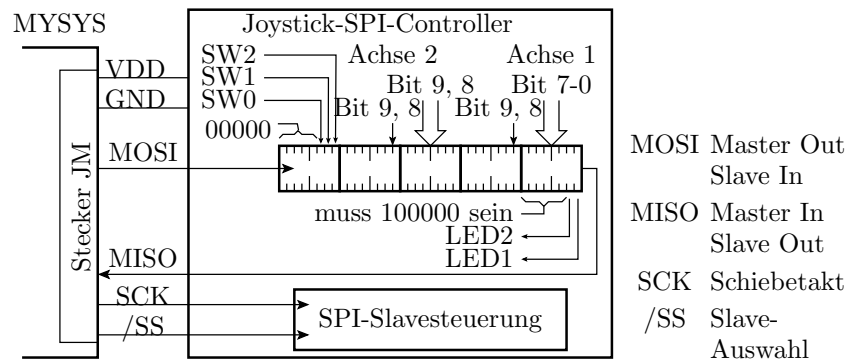 MYSYS
Joystick-SPI-Controller
Stecker JM
VDD
GND
MOSI
MISO
SCK
/SS
SW2
SW1
SW0
00000
Achse 2
Bit 9, 8
Bit 9, 8
Achse 1
Bit 7-0
Bit 9, 8
muss 100000 sein
LED2
LED1
SPI-Slavesteuerung
MOSI Master Out
Slave In
MISO Master In
Slave Out
SCK Schiebetakt
/SS Slave-
Auswahl